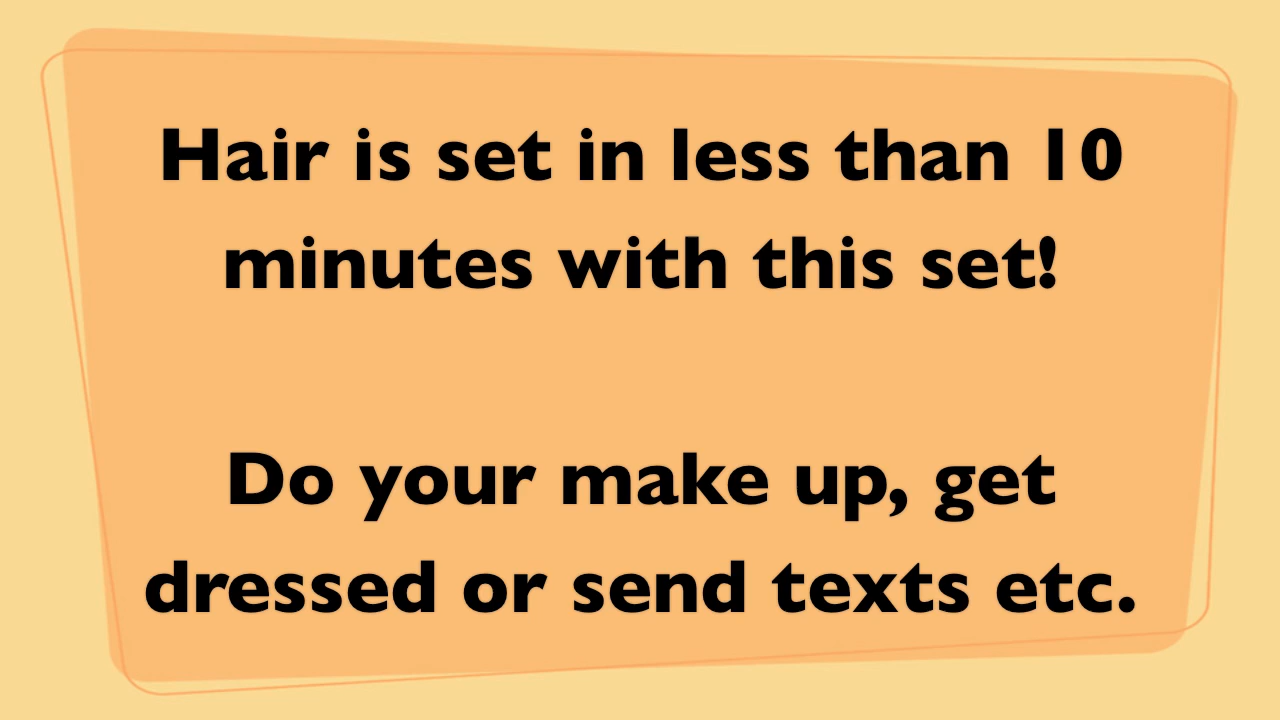 Hair is set in less than 10
minutes with this set!
Do your make up, get
dressed or send texts etc.